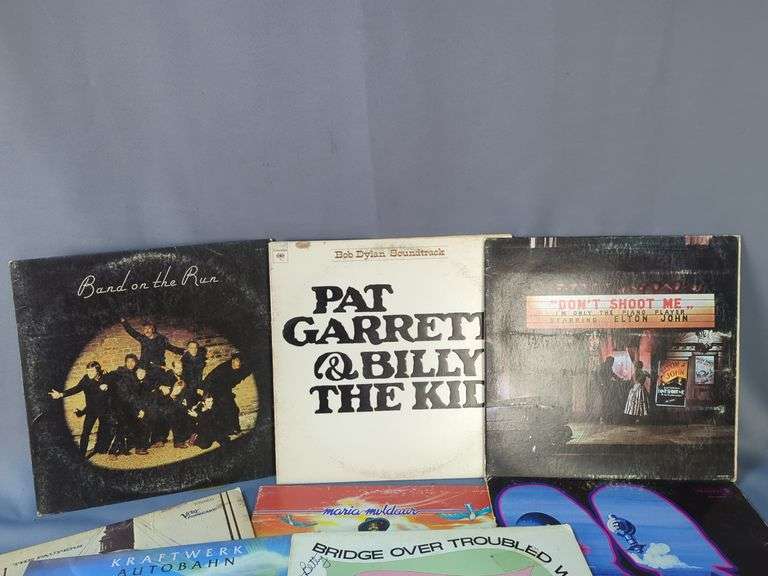 Band on the Run
Bob Dylan Soundtrack
PAT
GARRETT
& BILLY
THE KID
"DON'T SHOOT ME"
I'M ONLY THE PIANO PLAYER
STARRING ELTON JOHN
maria muldaur
KRAFTWERK
AUTOBAHN
BRIDGE OVER TROUBLED W